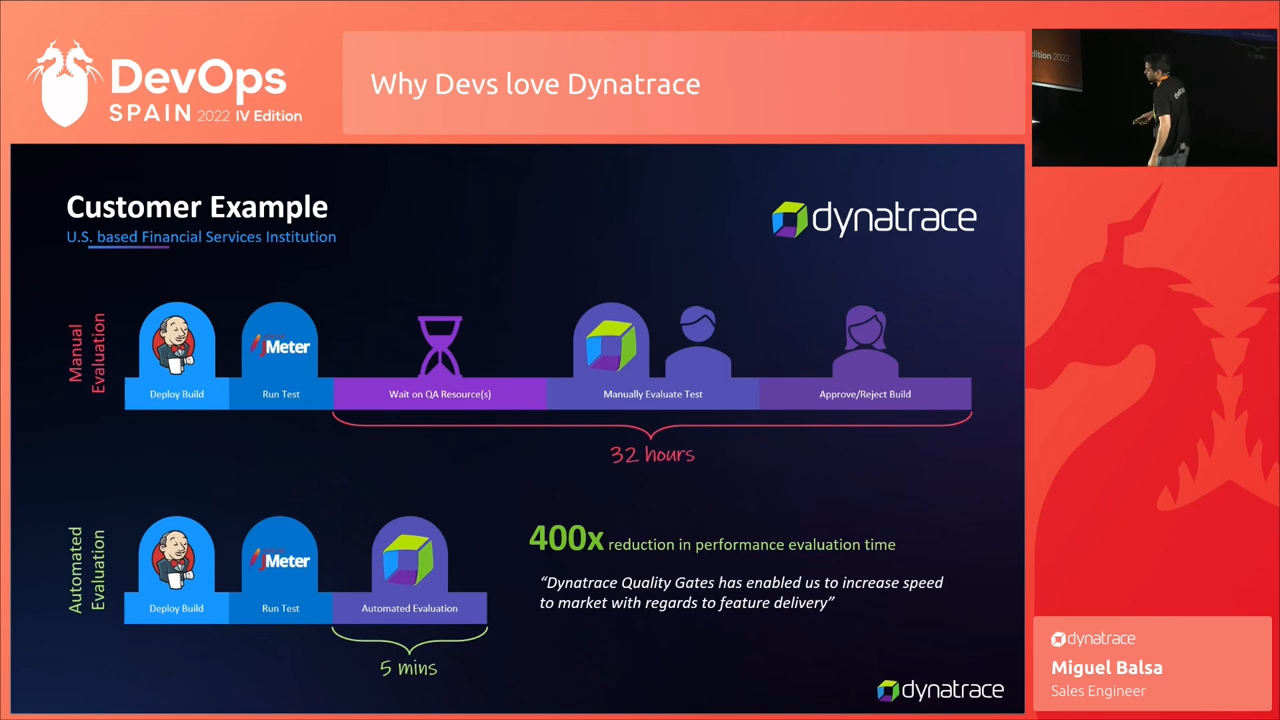 DevOps
SPAIN 2022 IV Edition
Why Devs love Dynatrace
dition 2022
Customer Example
U.S. based Financial Services Institution
dynatrace
Manual
Evaluation
Meter
Deploy Build
Run Test
Wait on QA Resource(s)
Manually Evaluate Test
Approve/Reject Build
32 hours
Automated
Evaluation
Meter
Deploy Build
Run Test
Automated Evaluation
5 mins
400x reduction in performance evaluation time
“Dynatrace Quality Gates has enabled us to increase speed
to market with regards to feature delivery”
dynatrace
dynatrace
Miguel Balsa
Sales Engineer